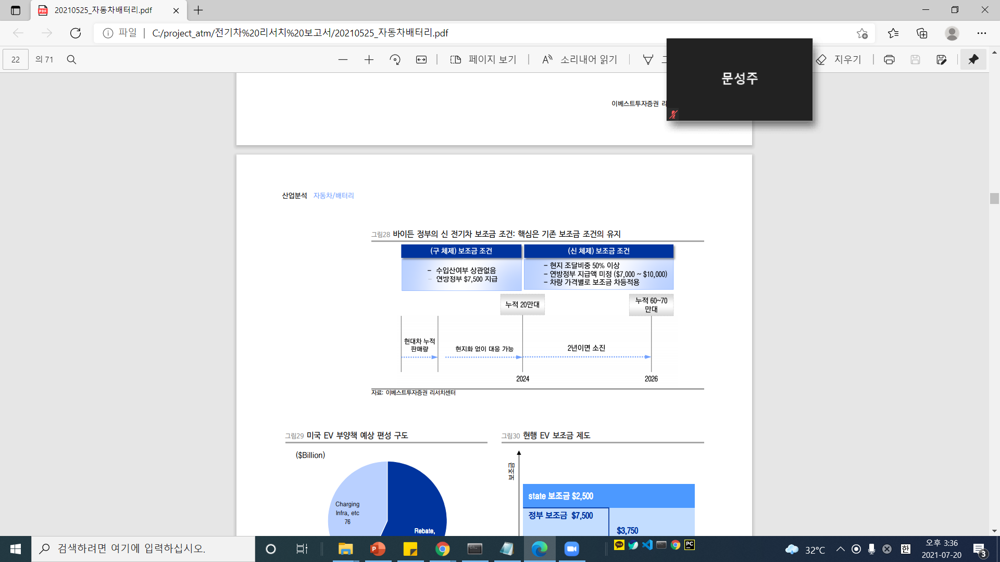 20210525_자동차배터리.pdf
파일
C:/project_atm/전기차%20리서치%20보고서/20210525_자동차배터리.pdf
22
의 71
페이지 보기
소리내어 읽기
지우기
문성주
이베스트투자증권
산업분석 자동차/배터리
그림28 바이든 정부의 신 전기차 보조금 조건: 핵심은 기존 보조금 조건의 유지
(구 체제) 보조금 조건
(신 체제) 보조금 조건
- 수입산여부 상관없음
- 연방정부 $7,500 지급
- 현지 조달비중 50% 이상
- 연방정부 지급액 미정 ($7,000 ~ $10,000)
- 차량 가격별로 보조금 차등적용
누적 20만대
누적 60~70
만대
현대차 누적
판매량
현지화 없이 대응 가능
2년이면 소진
2024
2026
자료: 이베스트투자증권 리서치센터
그림29 미국 EV 부양책 예상 편성 구도
($Billion)
Charging
Infra, etc
76
Rebate,
그림30 현행 EV 보조금 제도
보조금
state 보조금 $2,500
정부 보조금 $7,500
$3,750
검색하려면 여기에 입력하십시오.
TALK
PC
32°C
한
오후 3:36
2021-07-20
3